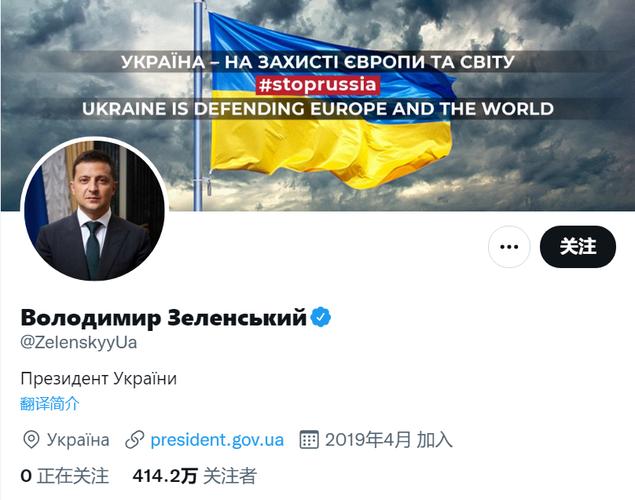 УКРАЇНА – НА ЗАХИСТІ ЄВРОПИ ТА СВІТУ
#stoprussia
UKRAINE IS DEFENDING EUROPE AND THE WORLD
关注
Володимир Зеленський
@ZelenskyyUa
Президент України
翻译简介
Україна president.gov.ua 2019年4月 加入
0 正在关注 414.2万 关注者